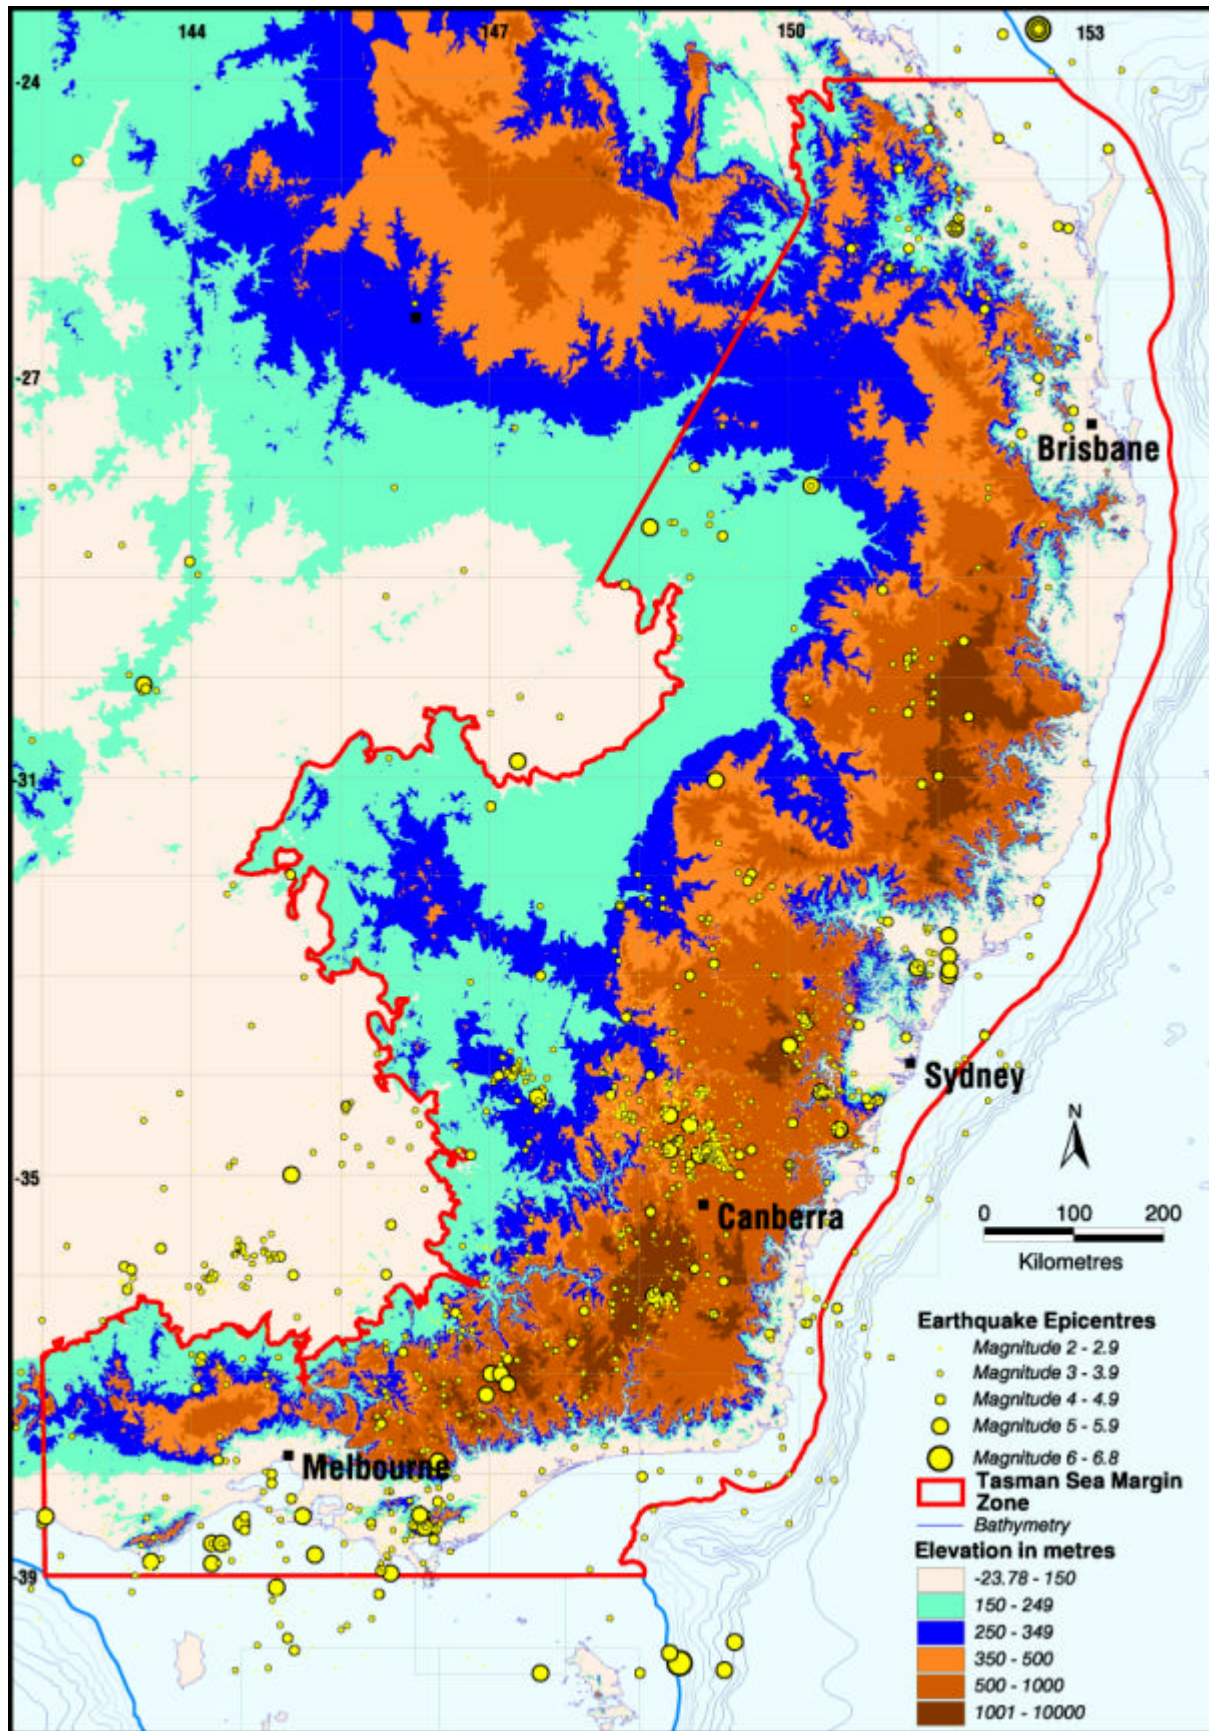 144 147 150 153
-24
-27
Brisbane
-31
Sydney
N
-35
Canberra
0 100 200
Kilometres
Earthquake Epicentres
Magnitude 2 - 2.9
Magnitude 3 - 3.9
Magnitude 4 - 4.9
Magnitude 5 - 5.9
Magnitude 6 - 6.8
Melbourne
Tasman Sea Margin
Zone
Bathymetry
Elevation in metres
-39
-23.78 - 150
150 - 249
250 - 349
350 - 500
500 - 1000
1001 - 10000